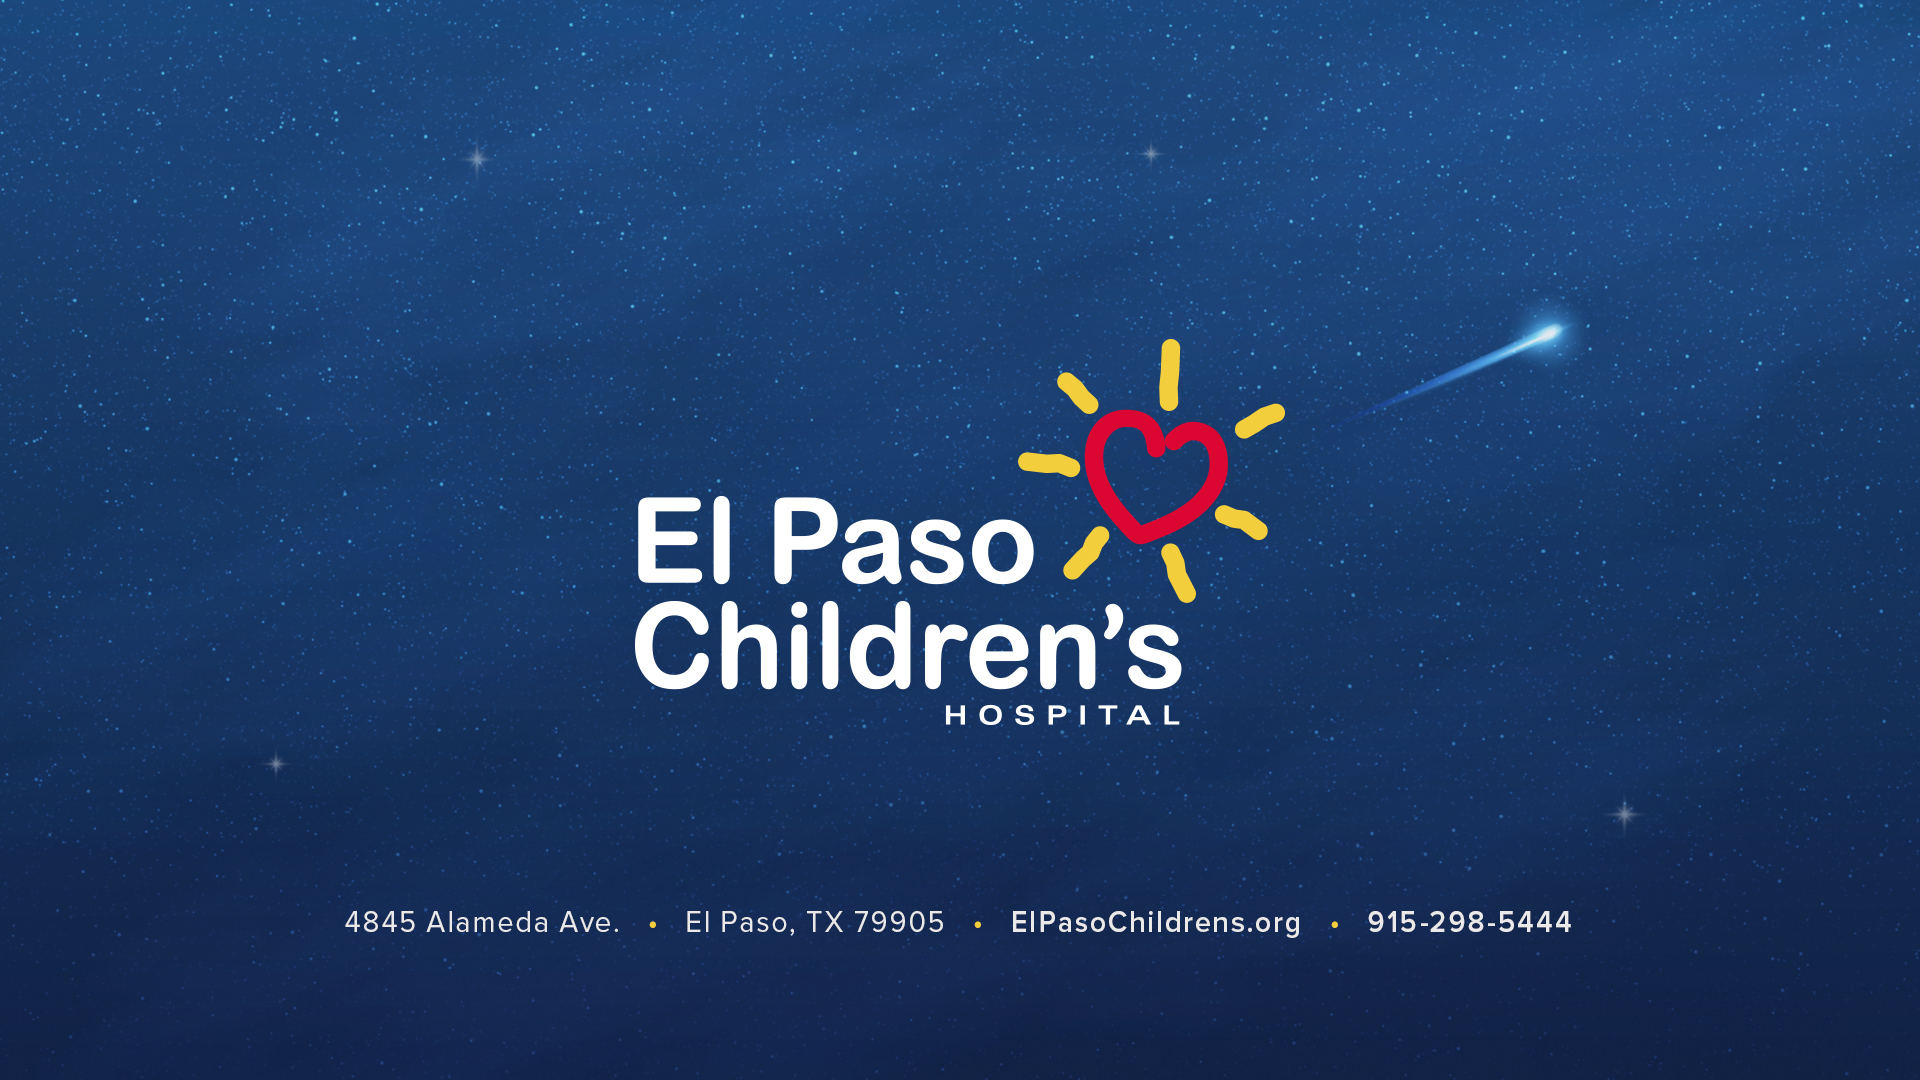 El Paso
Children’s
HOSPITAL
4845 Alameda Ave. • El Paso, TX 79905 • ElPasoChildrens.org • 915-298-5444